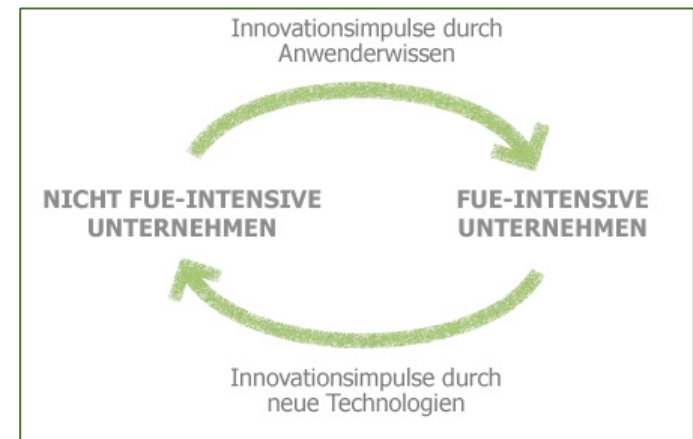 Innovationsimpulse durch
Anwenderwissen
NICHT FUE-INTENSIVE
UNTERNEHMEN
FUE-INTENSIVE
UNTERNEHMEN
Innovationsimpulse durch
neue Technologien